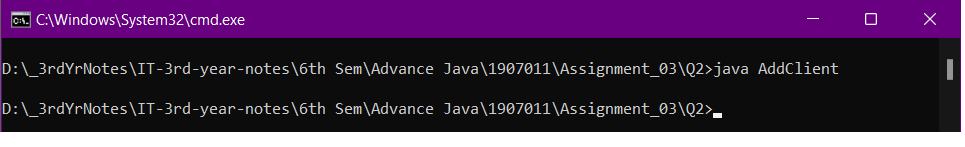 C:\Windows\System32\cmd.exe
D:\_3rdYrNotes\IT-3rd-year-notes\6th Sem\Advance Java\1907011\Assignment_03\Q2>java AddClient
D:\_3rdYrNotes\IT-3rd-year-notes\6th Sem\Advance Java\1907011\Assignment_03\Q2>